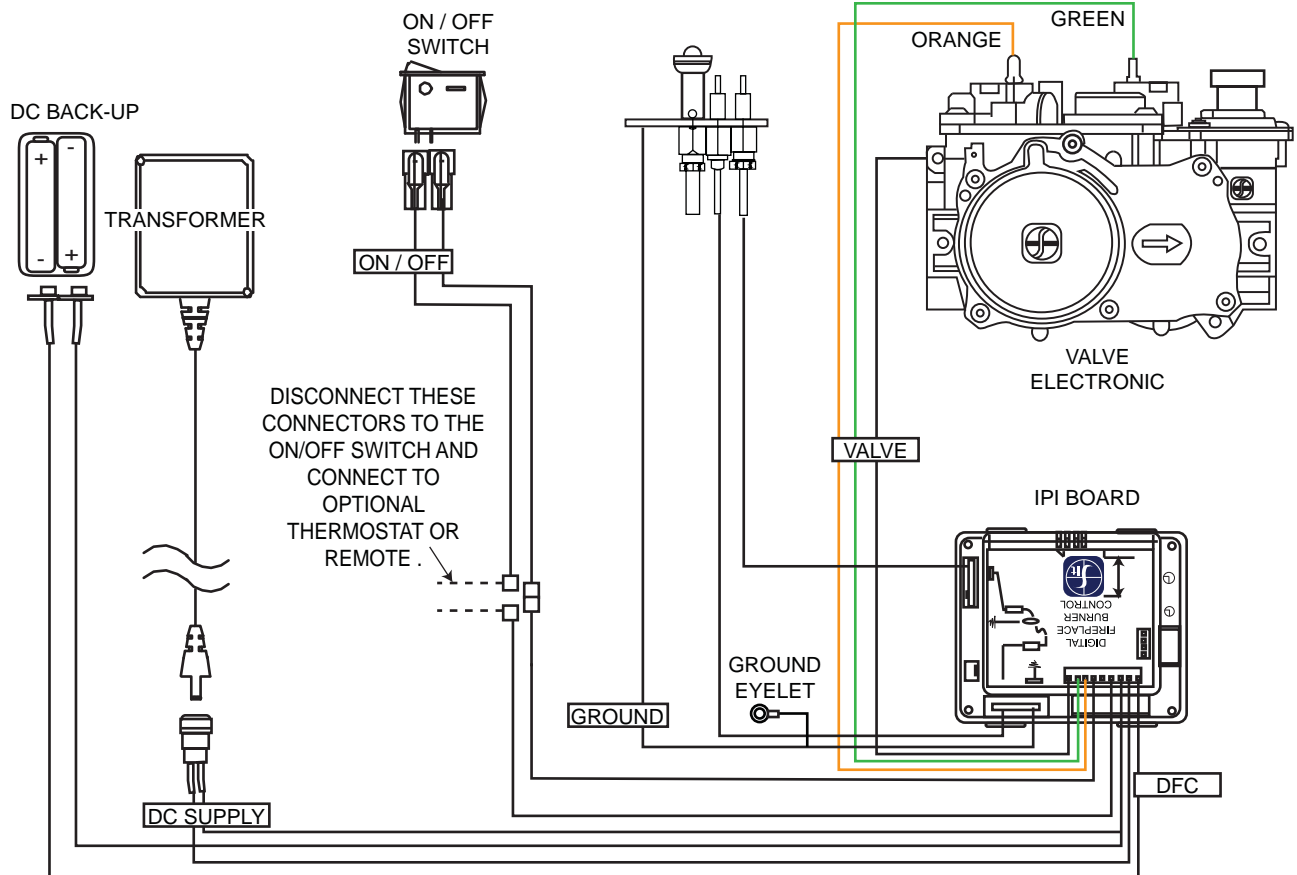 ON / OFF
SWITCH
DC BACK-UP
+
-
-
+
TRANSFORMER
ON / OFF
DISCONNECT THESE
CONNECTORS TO THE
ON/OFF SWITCH AND
CONNECT TO
OPTIONAL
THERMOSTAT OR
REMOTE .
ORANGE
GREEN
VALVE
ELECTRONIC
VALVE
IPI BOARD
sit
DIGITAL
FIREPLACE
BURNER
CONTROL
GROUND
EYELET
GROUND
DFC
DC SUPPLY